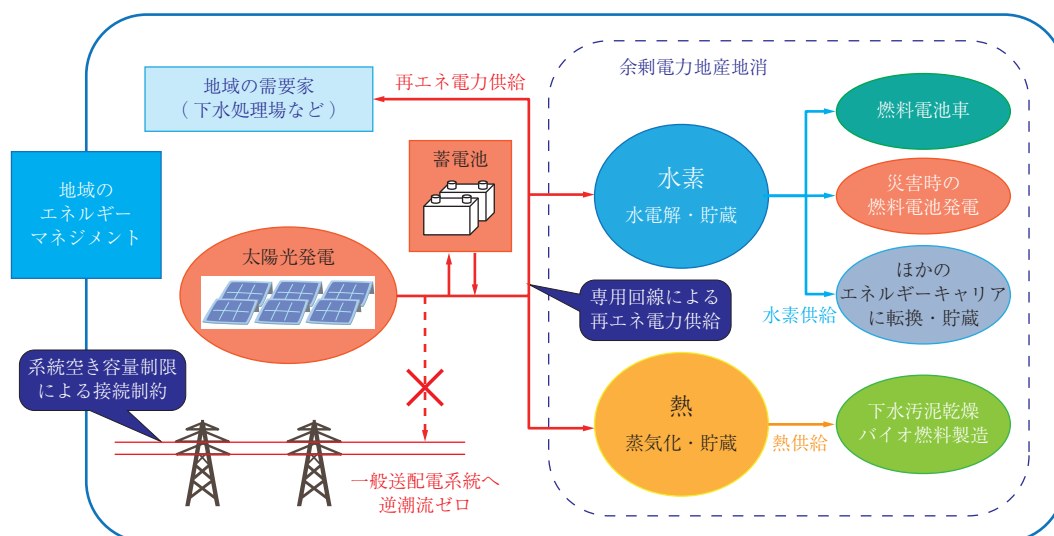 余剰電力地産地消
地域の需要家
（下水処理場など）
再エネ電力供給
燃料電池車
蓄電池
水素
水電解・貯蔵
災害時の
燃料電池発電
地域の
エネルギー
マネジメント
太陽光発電
ほかの
エネルギーキャリア
に転換・貯蔵
専用回線による
再エネ電力供給
水素供給
系統空き容量制限
による接続制約
熱
蒸気化・貯蔵
熱供給
下水汚泥乾燥
バイオ燃料製造
一般送配電系統へ
逆潮流ゼロ